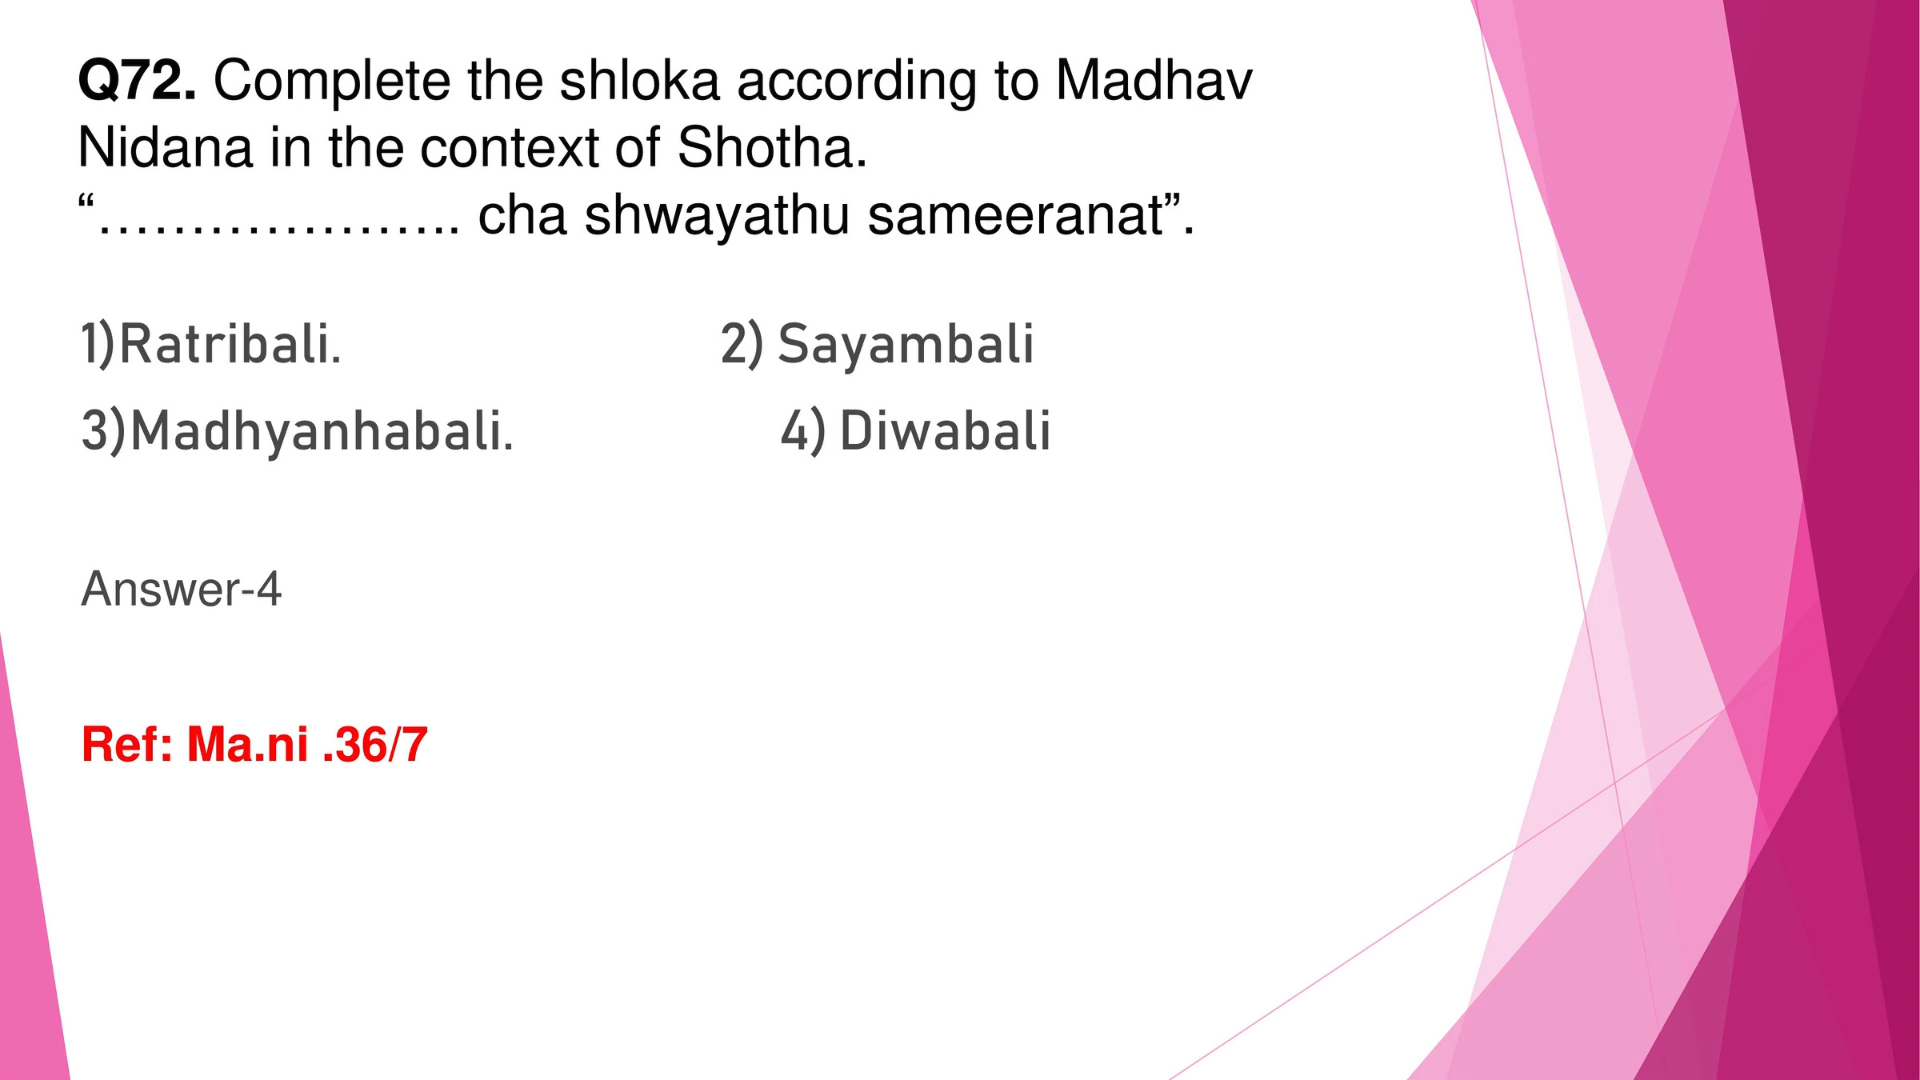 Q72. Complete the shloka according to Madhav
Nidana in the context of Shotha.
“………………….. cha shwayathu sameeranat”.
1)Ratribali. 2) Sayambali
3)Madhyanhabali. 4) Diwabali
Answer-4
Ref: Ma.ni .36/7